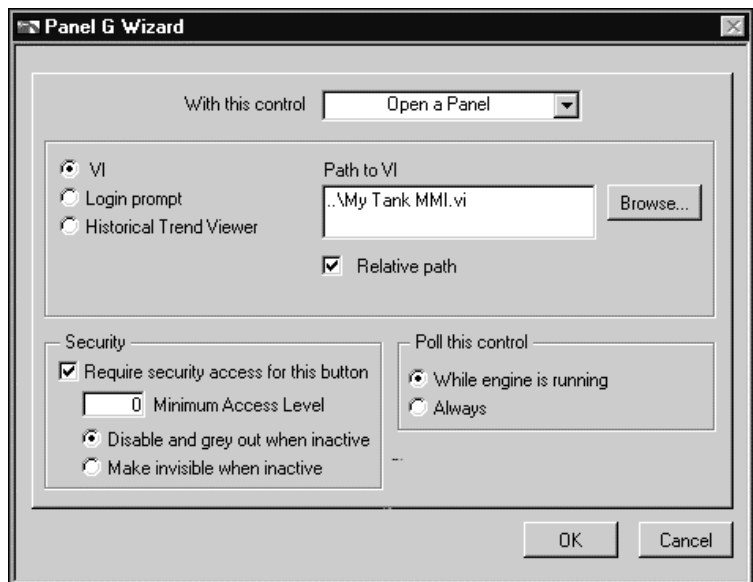 Panel G Wizard
With this control Open a Panel
VI
Login prompt
Historical Trend Viewer
Path to VI
..\My Tank MMI.vi
Browse...
Relative path
Security
Require security access for this button
0 Minimum Access Level
Disable and grey out when inactive
Make invisible when inactive
Poll this control
While engine is running
Always
OK Cancel